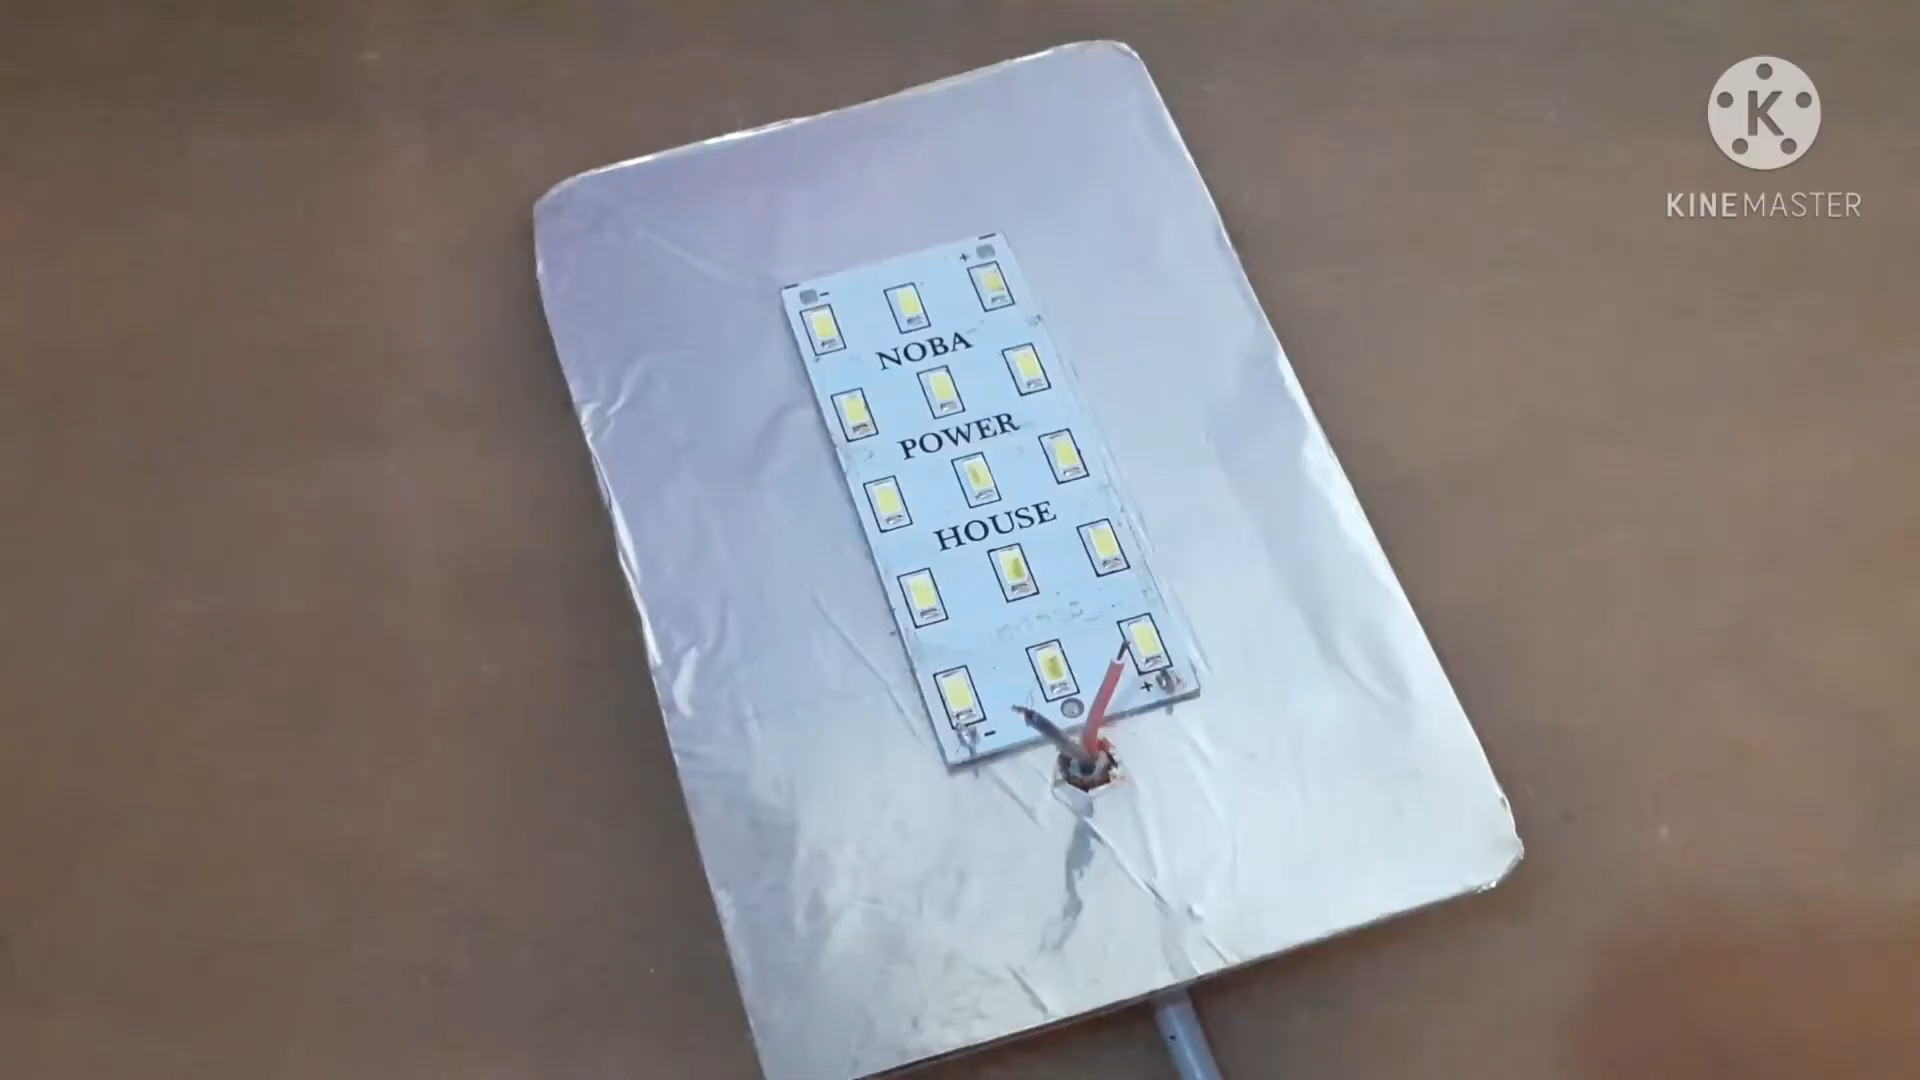 K
KINEMASTER
- + -
NOBA
POWER
HOUSE
+
-